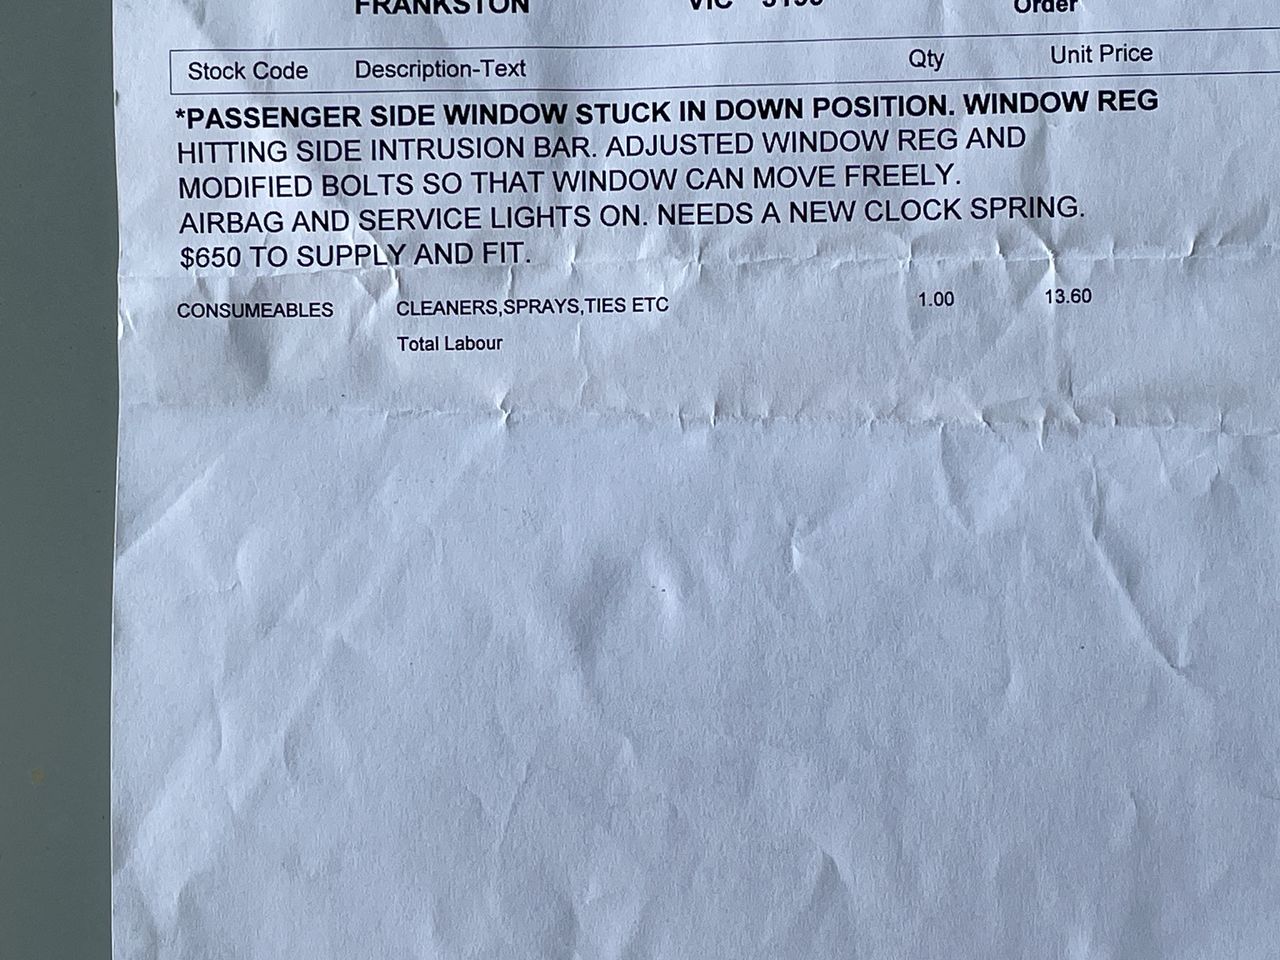 FRANKSTON VIC Order
Stock Code Description-Text Qty Unit Price
*PASSENGER SIDE WINDOW STUCK IN DOWN POSITION. WINDOW REG
HITTING SIDE INTRUSION BAR. ADJUSTED WINDOW REG AND
MODIFIED BOLTS SO THAT WINDOW CAN MOVE FREELY.
AIRBAG AND SERVICE LIGHTS ON. NEEDS A NEW CLOCK SPRING.
$650 TO SUPPLY AND FIT.
CONSUMEABLES CLEANERS,SPRAYS,TIES ETC 1.00 13.60
Total Labour